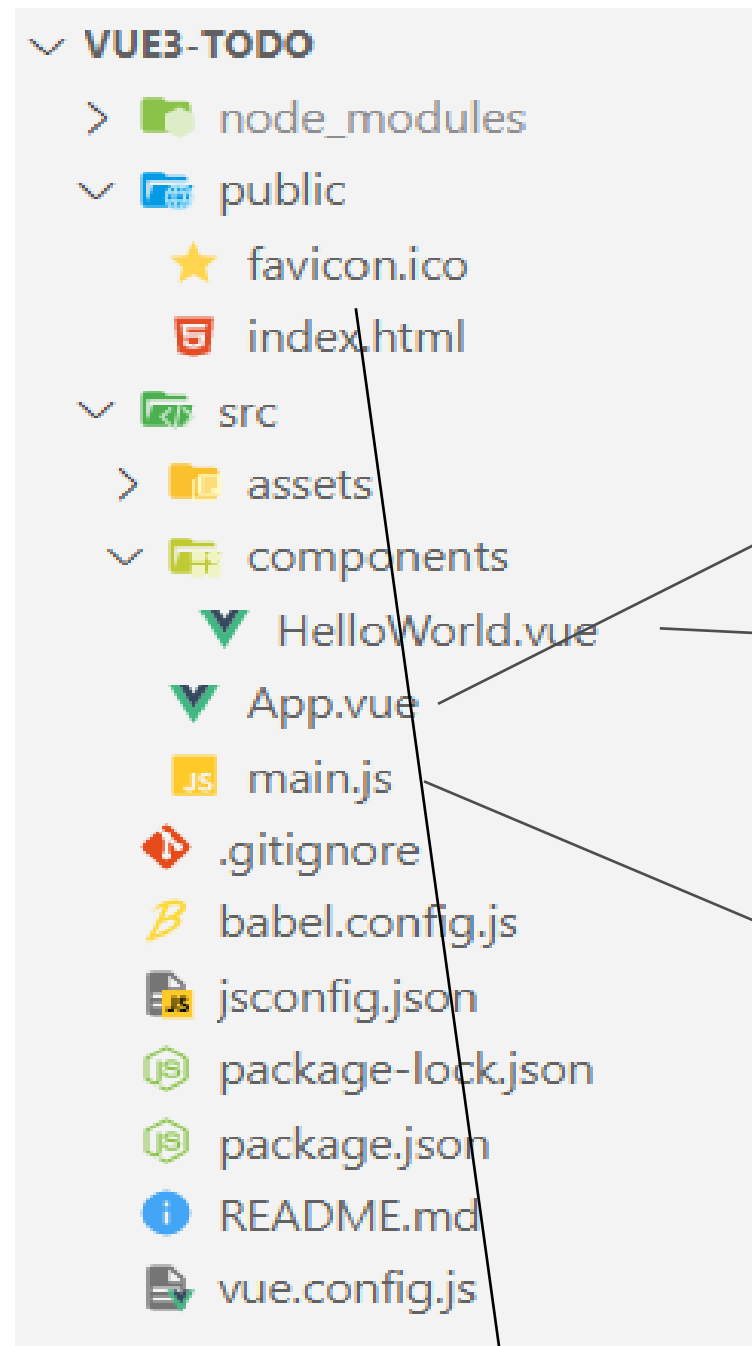 VUE3-TODO
node_modules
public
favicon.ico
index.html
src
assets
components
HelloWorld.vue
App.vue
main.js
.gitignore
babel.config.js
jsconfig.json
package-lock.json
package.json
README.md
vue.config.js